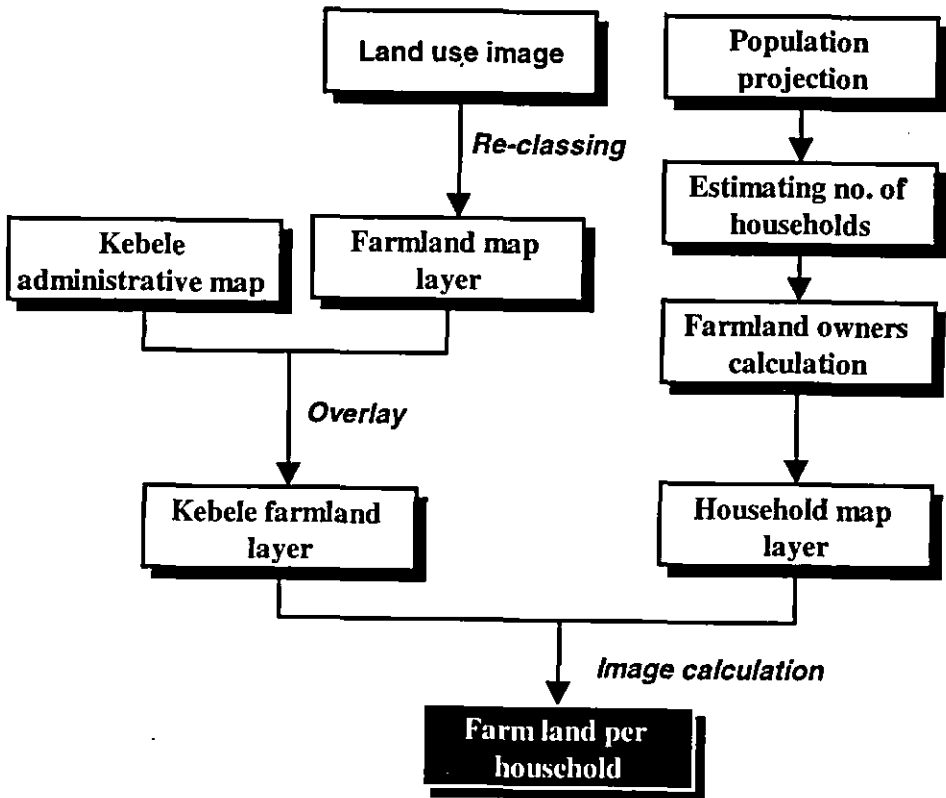 Land use image
Population
projection
Re-classing
Estimating no. of
households
Kebele
administrative map
Farmland map
layer
Farmland owners
calculation
Overlay
Kebele farmland
layer
Household map
layer
Image calculation
Farm land per
household